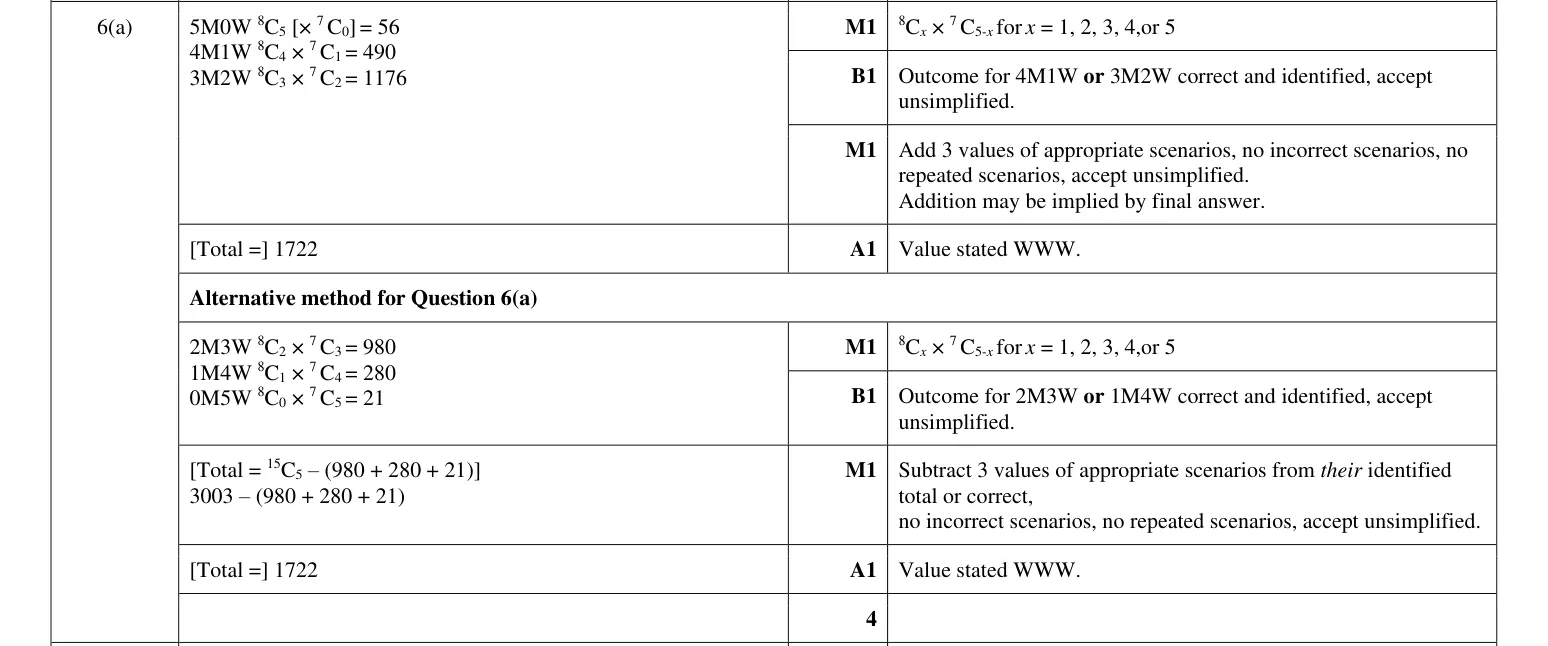 6(a)
5M0W ⁸C₅ [× ⁷C₀] = 56
4M1W ⁸C₄ × ⁷C₁ = 490
3M2W ⁸C₃ × ⁷C₂ = 1176
M1
⁸Cₓ × ⁷C₅₋ₓ for x = 1, 2, 3, 4,or 5
B1
Outcome for 4M1W or 3M2W correct and identified, accept
unsimplified.
M1
Add 3 values of appropriate scenarios, no incorrect scenarios, no
repeated scenarios, accept unsimplified.
Addition may be implied by final answer.
[Total =] 1722
A1
Value stated WWW.
Alternative method for Question 6(a)
2M3W ⁸C₂ × ⁷C₃ = 980
1M4W ⁸C₁ × ⁷C₄ = 280
0M5W ⁸C₀ × ⁷C₅ = 21
M1
⁸Cₓ × ⁷C₅₋ₓ for x = 1, 2, 3, 4,or 5
B1
Outcome for 2M3W or 1M4W correct and identified, accept
unsimplified.
[Total = ¹⁵C₅ – (980 + 280 + 21)]
3003 – (980 + 280 + 21)
M1
Subtract 3 values of appropriate scenarios from their identified
total or correct,
no incorrect scenarios, no repeated scenarios, accept unsimplified.
[Total =] 1722
A1
Value stated WWW.
4